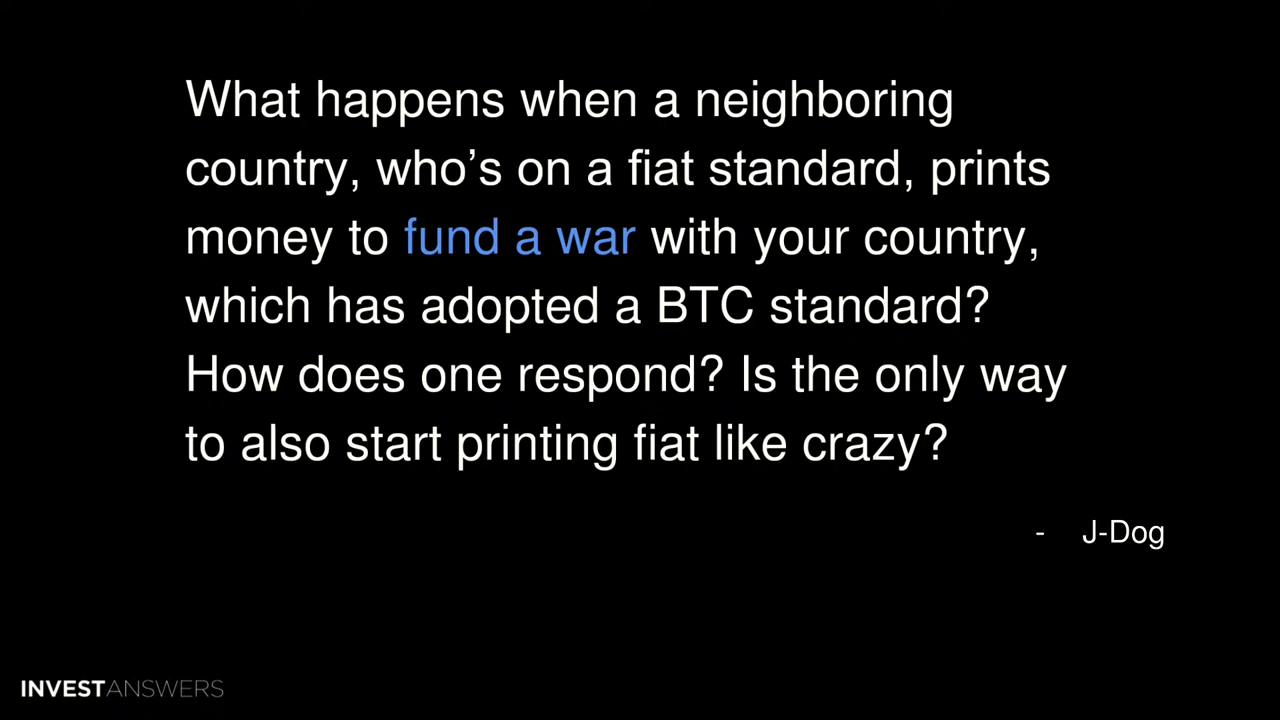 What happens when a neighboring
country, who’s on a fiat standard, prints
money to fund a war with your country,
which has adopted a BTC standard?
How does one respond? Is the only way
to also start printing fiat like crazy?
- J-Dog
INVESTANSWERS